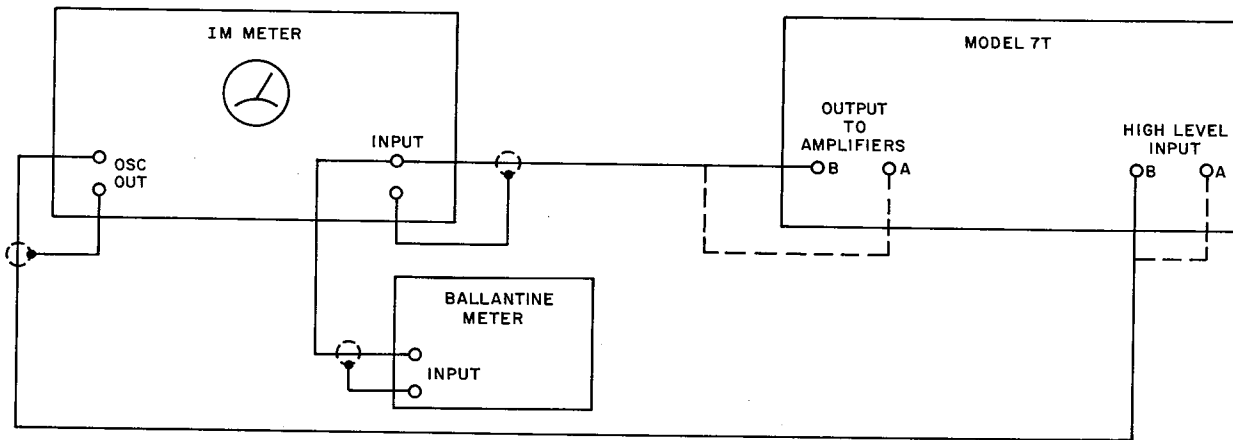 IM METER
OSC
OUT
INPUT
BALLANTINE
METER
INPUT
MODEL 7T
OUTPUT
TO
AMPLIFIERS
B
A
HIGH LEVEL
INPUT
B
A